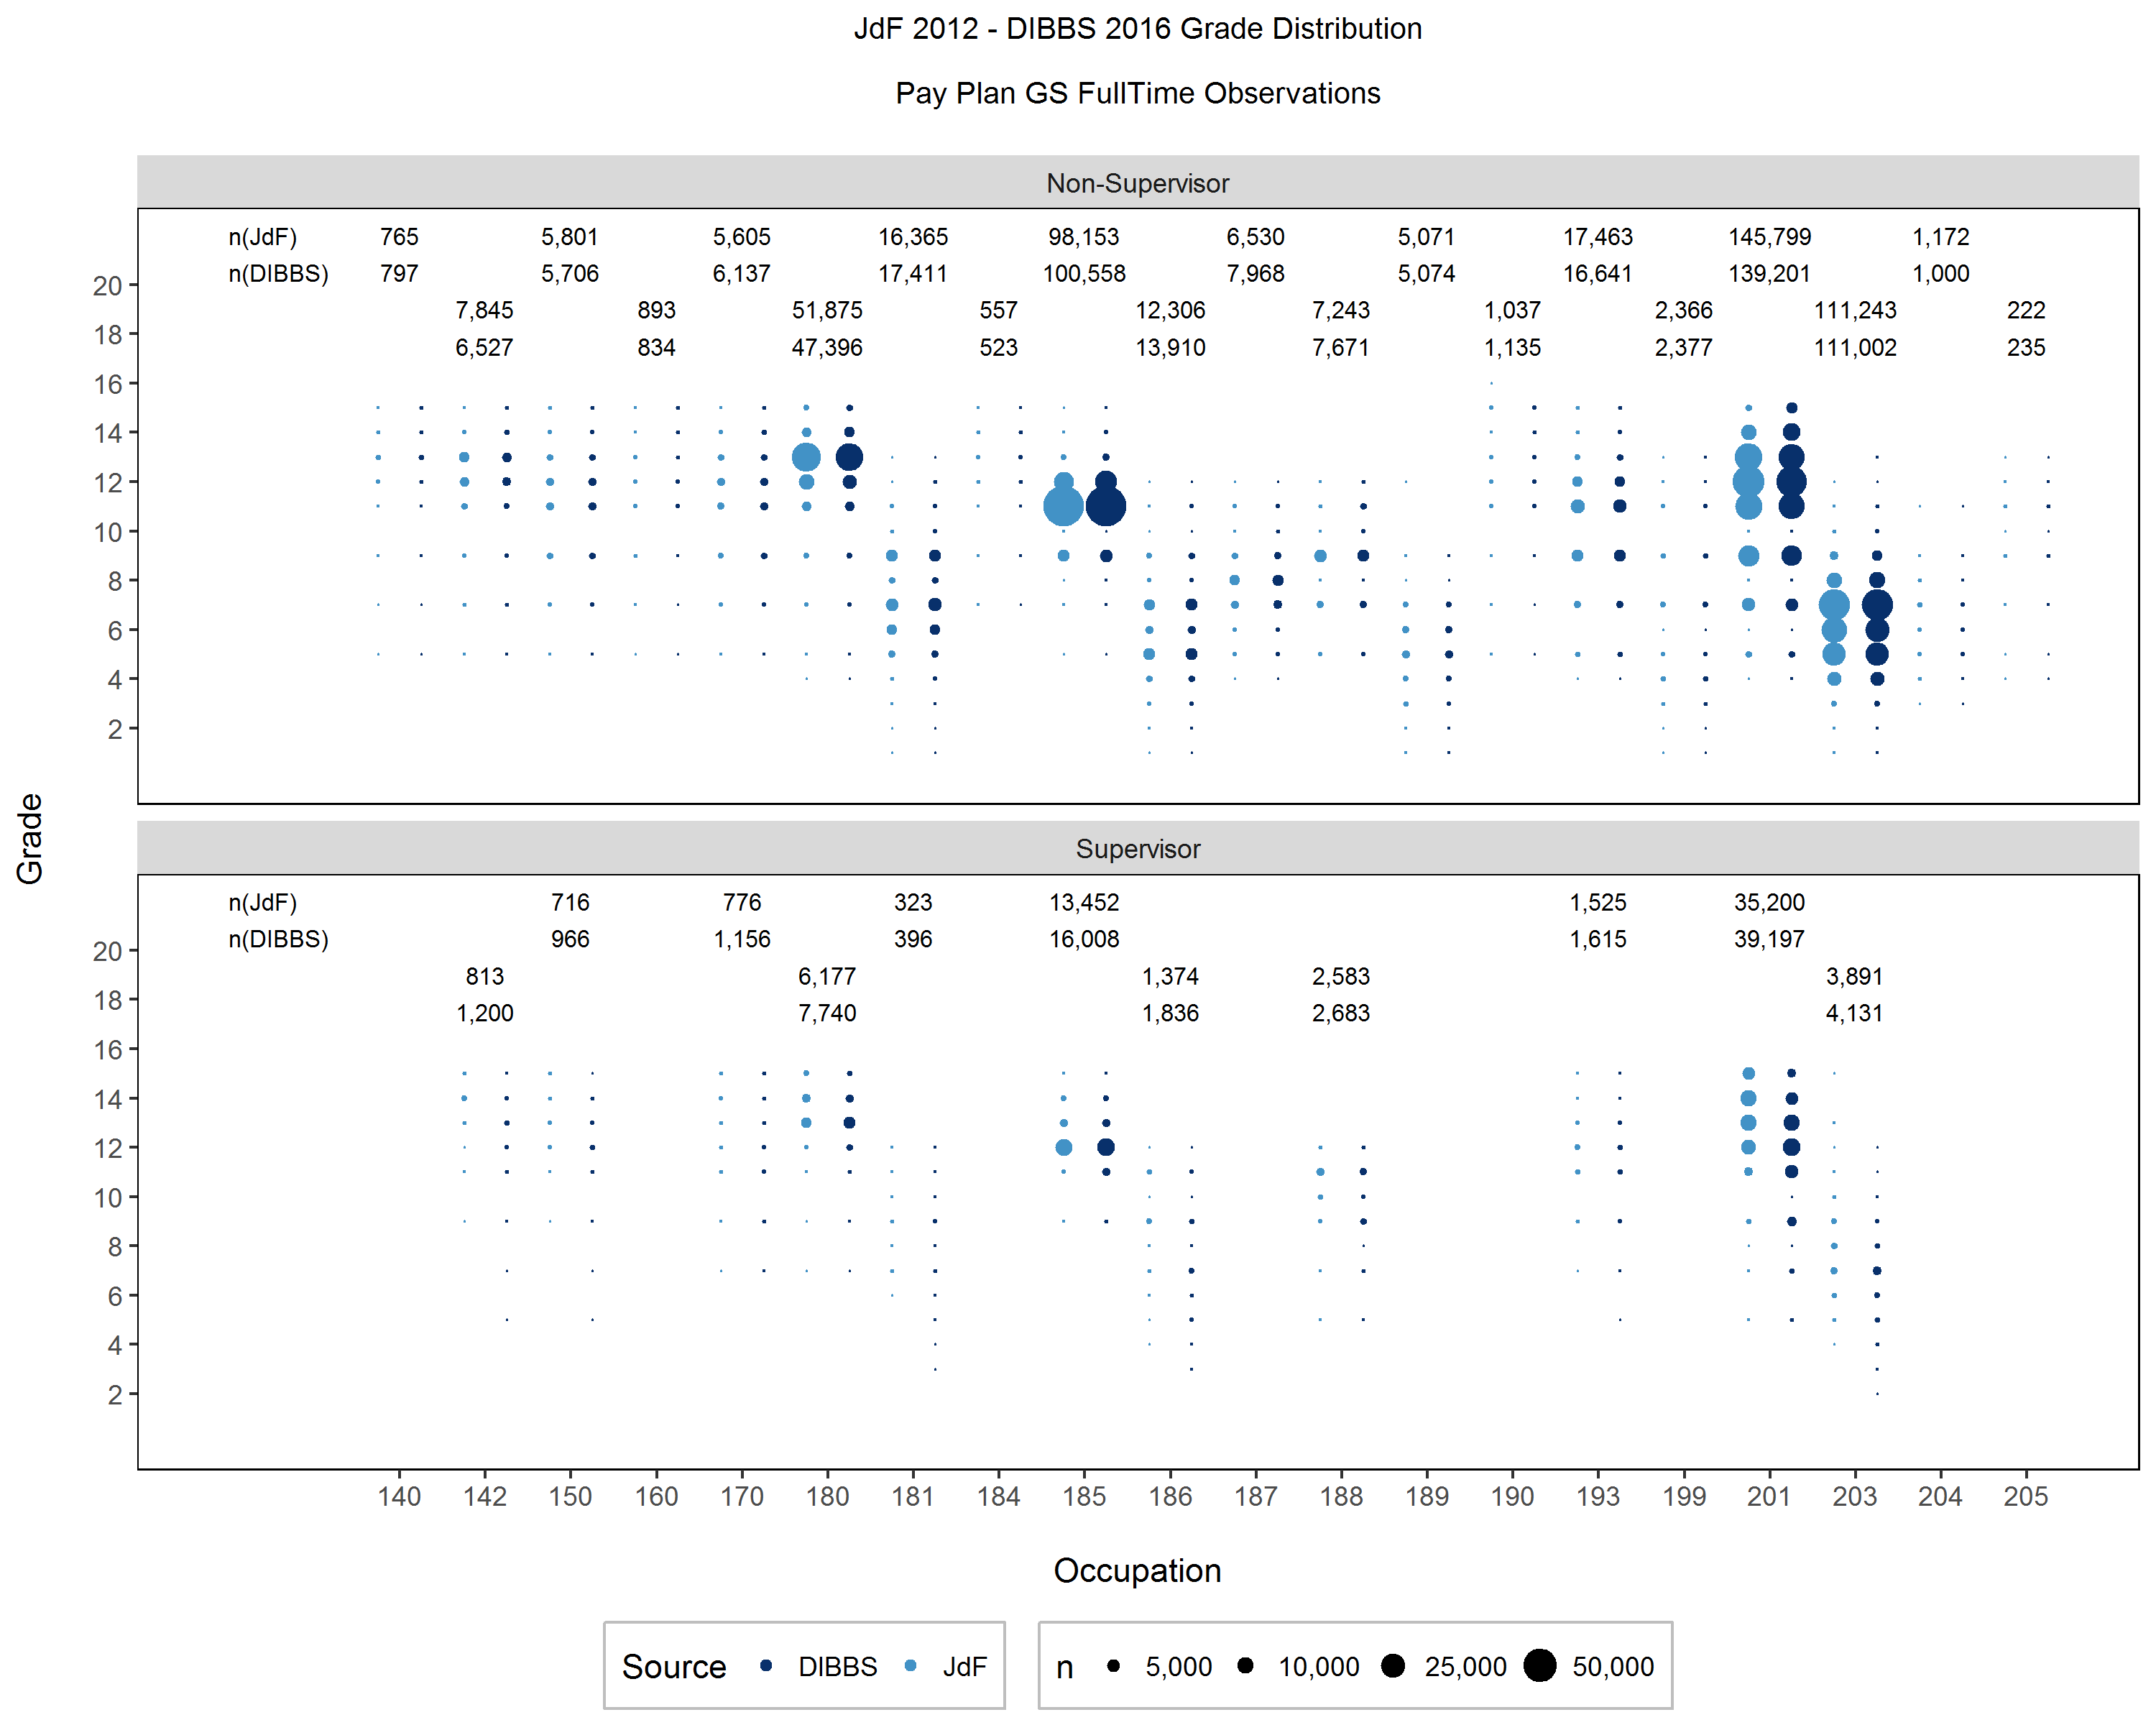 JdF 2012 - DIBBS 2016 Grade Distribution
Pay Plan GS FullTime Observations
Non-Supervisor
n(JdF) 765 5,801 5,605 16,365 98,153 6,530 5,071 17,463 145,799 1,172
n(DIBBS) 797 5,706 6,137 17,411 100,558 7,968 5,074 16,641 139,201 1,000
20
7,845 893 51,875 557 12,306 7,243 1,037 2,366 111,243 222
18
6,527 834 47,396 523 13,910 7,671 1,135 2,377 111,002 235
16
14
12
10
8
6
4
2
Grade
Supervisor
n(JdF) 716 776 323 13,452 1,525 35,200
n(DIBBS) 966 1,156 396 16,008 1,615 39,197
20
813 6,177 1,374 2,583 3,891
18
1,200 7,740 1,836 2,683 4,131
16
14
12
10
8
6
4
2
140 142 150 160 170 180 181 184 185 186 187 188 189 190 193 199 201 203 204 205
Occupation
Source DIBBS JdF n 5,000 10,000 25,000 50,000